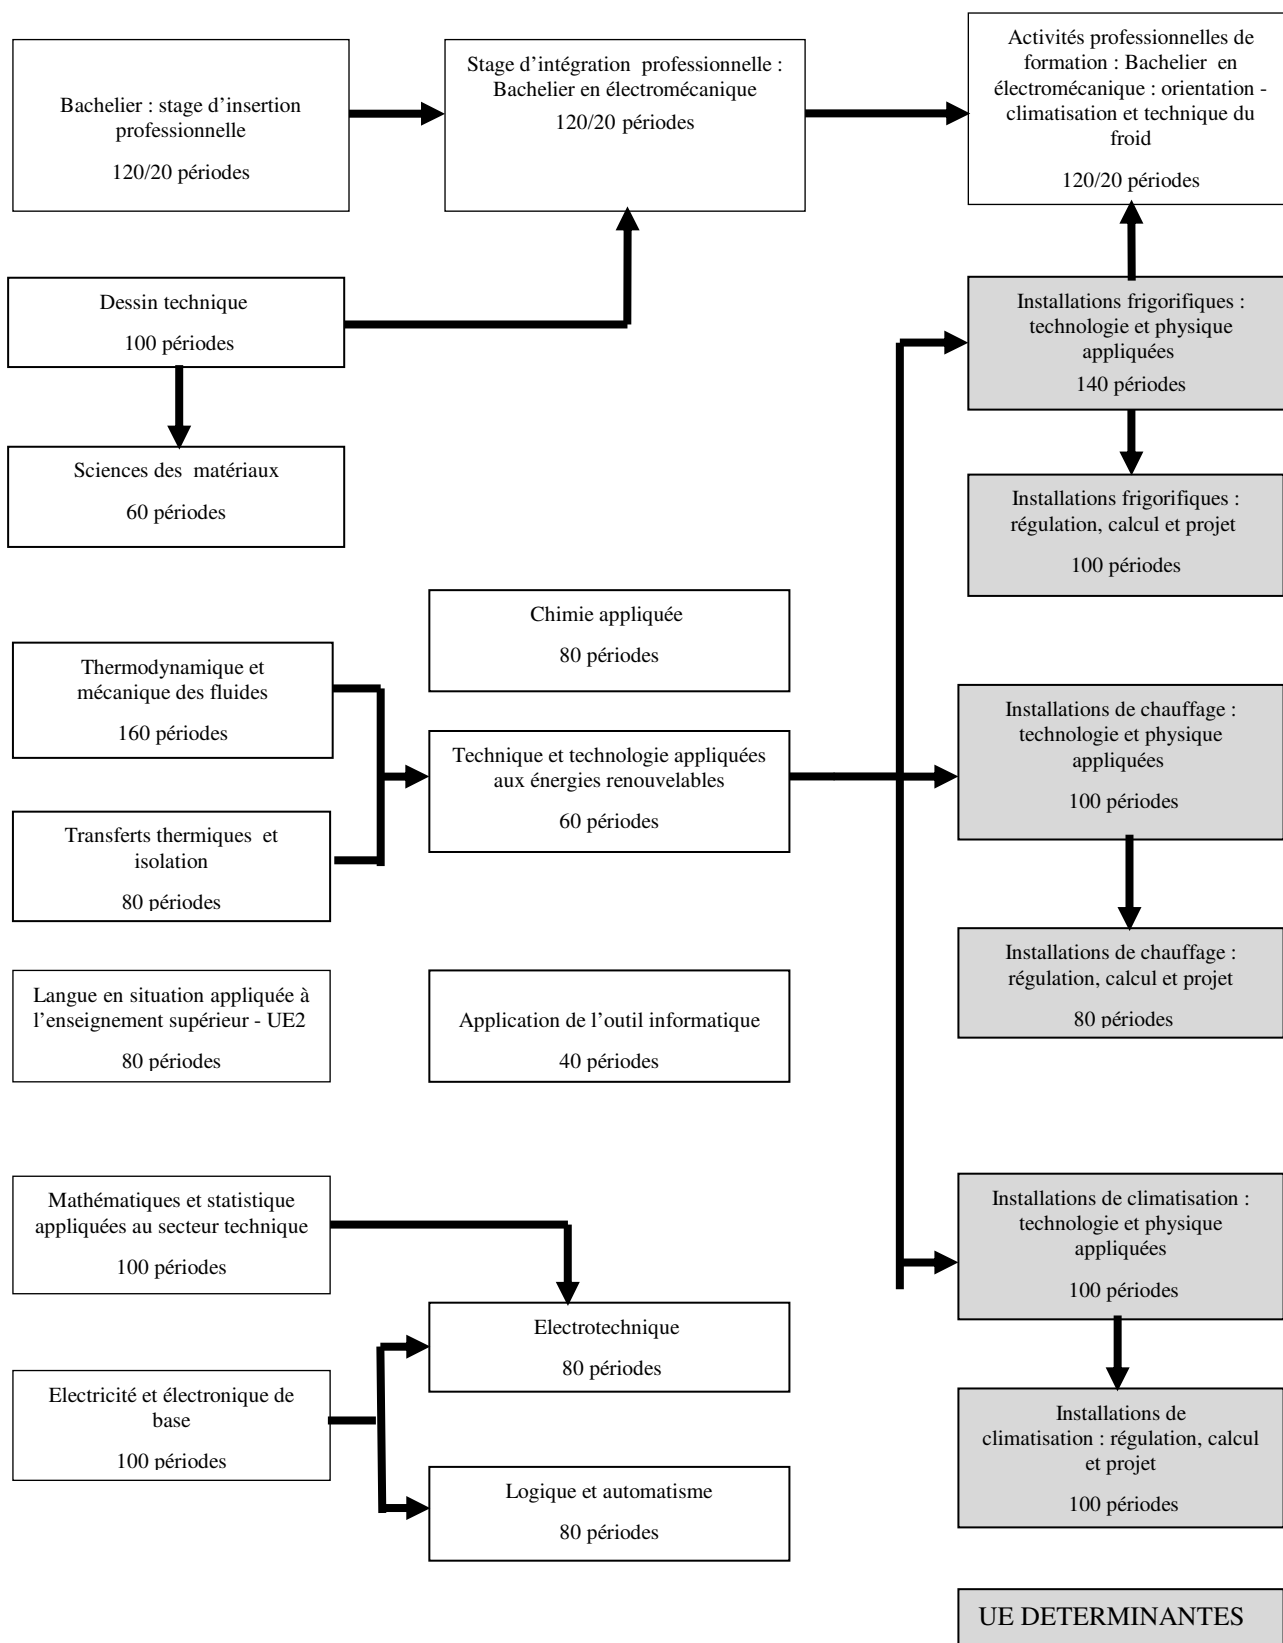 Bachelier : stage d’insertion
professionnelle
120/20 périodes
Stage d’intégration professionnelle :
Bachelier en électromécanique
120/20 périodes
Activités professionnelles de
formation : Bachelier en
électromécanique : orientation -
climatisation et technique du
froid
120/20 périodes
Dessin technique
100 périodes
Installations frigorifiques :
technologie et physique
appliquées
140 périodes
Sciences des matériaux
60 périodes
Installations frigorifiques :
régulation, calcul et projet
100 périodes
Chimie appliquée
80 périodes
Thermodynamique et
mécanique des fluides
160 périodes
Technique et technologie appliquées
aux énergies renouvelables
60 périodes
Installations de chauffage :
technologie et physique
appliquées
100 périodes
Transferts thermiques et
isolation
80 périodes
Installations de chauffage :
régulation, calcul et projet
80 périodes
Langue en situation appliquée à
l’enseignement supérieur - UE2
80 périodes
Application de l’outil informatique
40 périodes
Mathématiques et statistique
appliquées au secteur technique
100 périodes
Installations de climatisation :
technologie et physique
appliquées
100 périodes
Electrotechnique
80 périodes
Electricité et électronique de
base
100 périodes
Installations de
climatisation : régulation, calcul
et projet
100 périodes
Logique et automatisme
80 périodes
UE DETERMINANTES